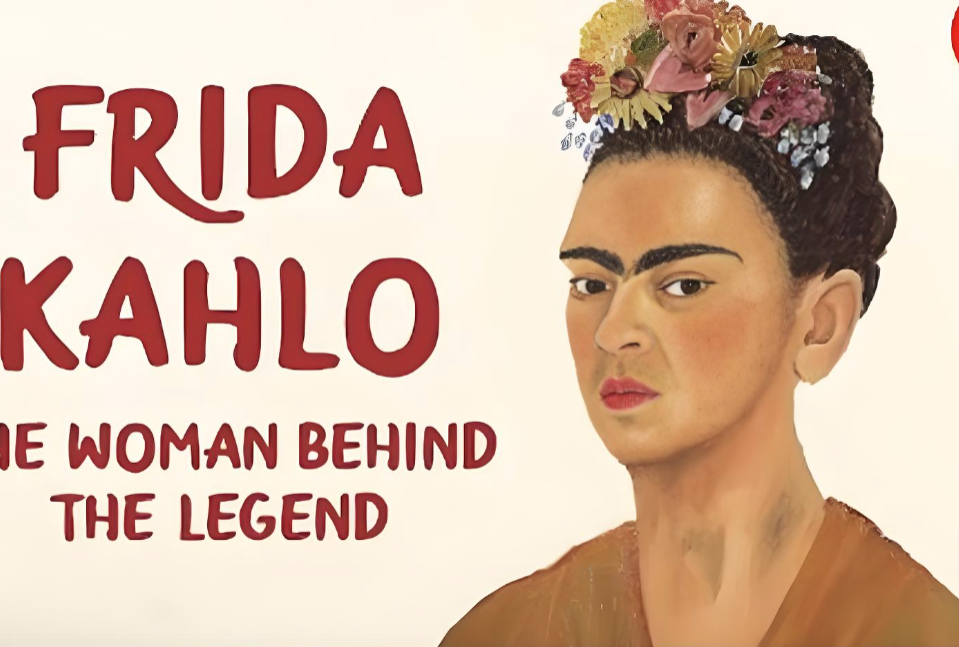 FRIDA
KAHLO
WOMAN BEHIND
THE LEGEND